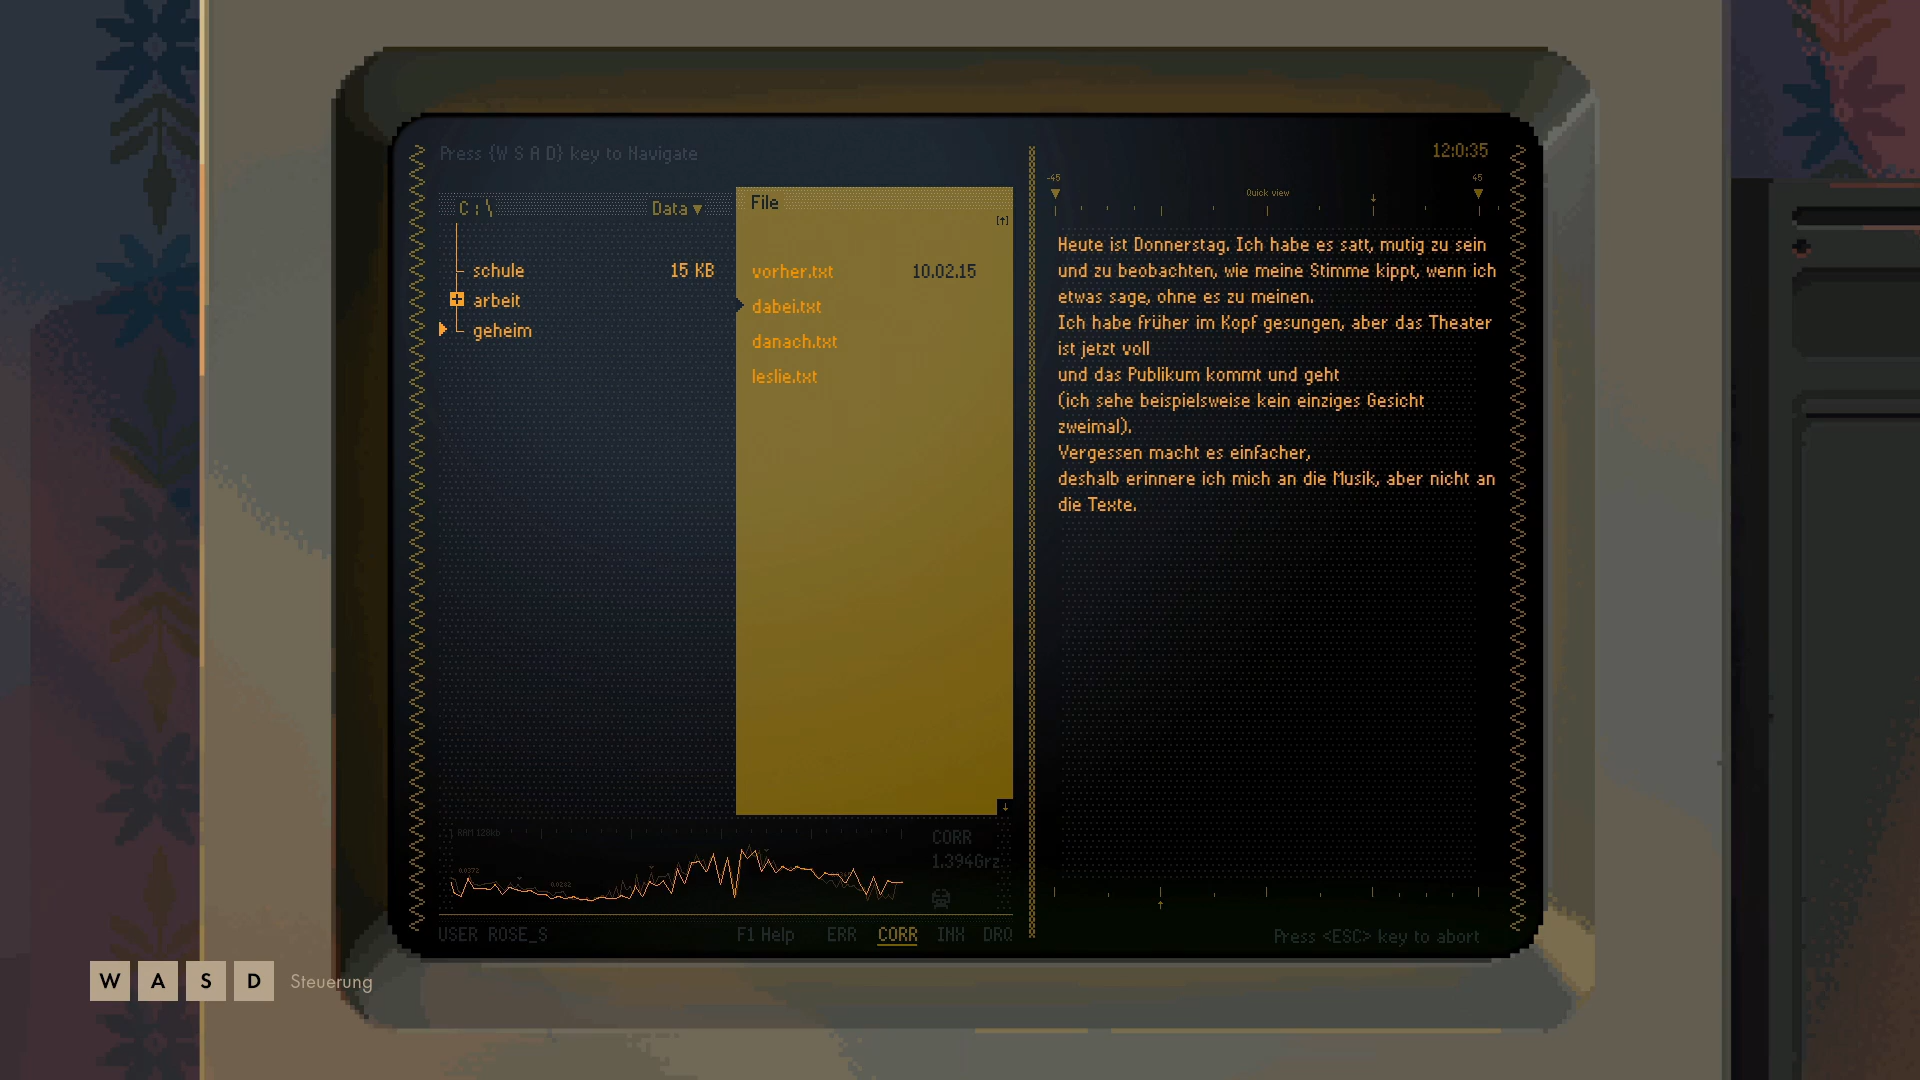 Press {W S A D} key to Navigate
12:0:35
-45
45
Quick view
C:\
Data ▼
File
[↑]
schule 15 KB
arbeit
geheim
vorher.txt 10.02.15
dabei.txt
danach.txt
leslie.txt
Heute ist Donnerstag. Ich habe es satt, mutig zu sein
und zu beobachten, wie meine Stimme kippt, wenn ich
etwas sage, ohne es zu meinen.
Ich habe früher im Kopf gesungen, aber das Theater
ist jetzt voll
und das Publikum kommt und geht
(ich sehe beispielsweise kein einziges Gesicht
zweimal).
Vergessen macht es einfacher,
deshalb erinnere ich mich an die Musik, aber nicht an
die Texte.
RAM 128kb
CORR
1.394Grz
USER ROSE_S
F1 Help ERR CORR INX DRQ
Press <ESC> key to abort
W A S D Steuerung